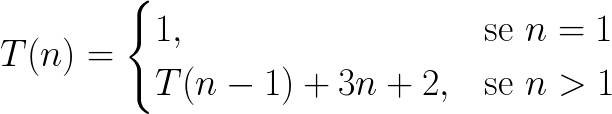 T(n) = { 1, se n = 1
T(n − 1) + 3n + 2, se n > 1